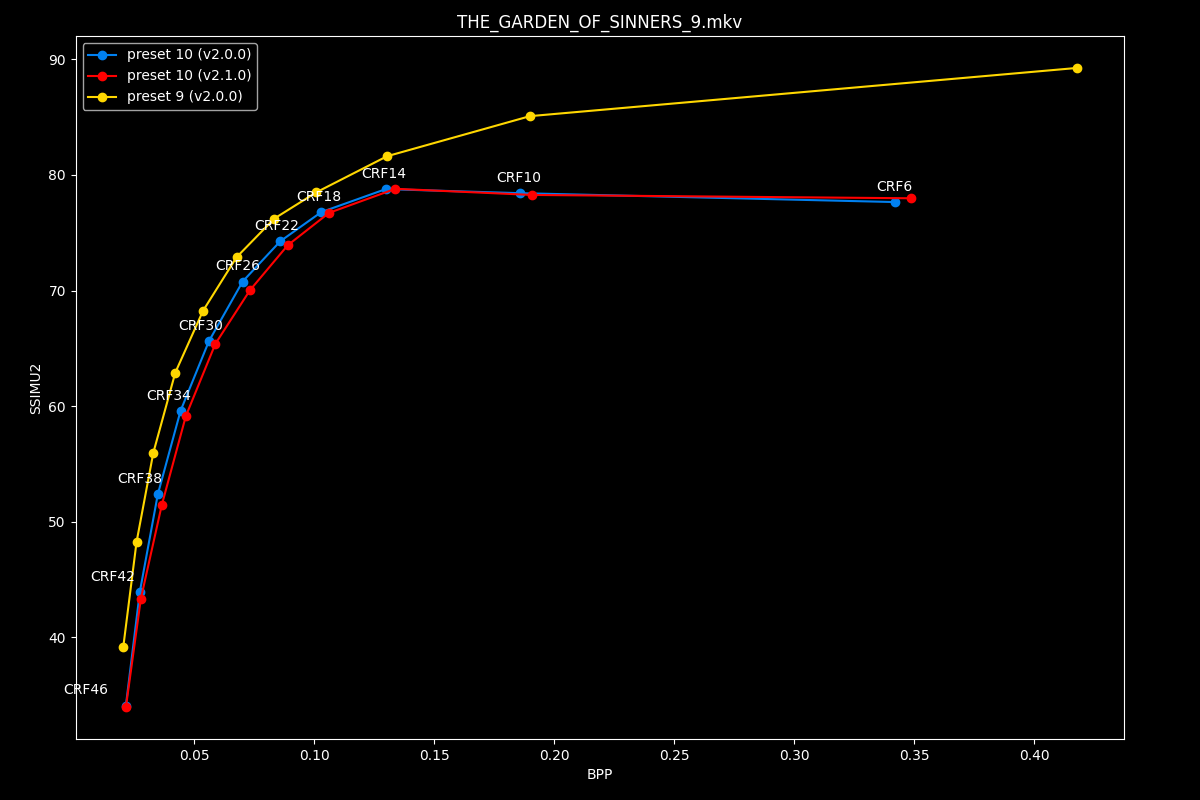 THE_GARDEN_OF_SINNERS_9.mkv
preset 10 (v2.0.0)
preset 10 (v2.1.0)
preset 9 (v2.0.0)
90
80
70
60
50
40
SSIMU2
CRF6
CRF10
CRF14
CRF18
CRF22
CRF26
CRF30
CRF34
CRF38
CRF42
CRF46
0.05
0.10
0.15
0.20
0.25
0.30
0.35
0.40
BPP